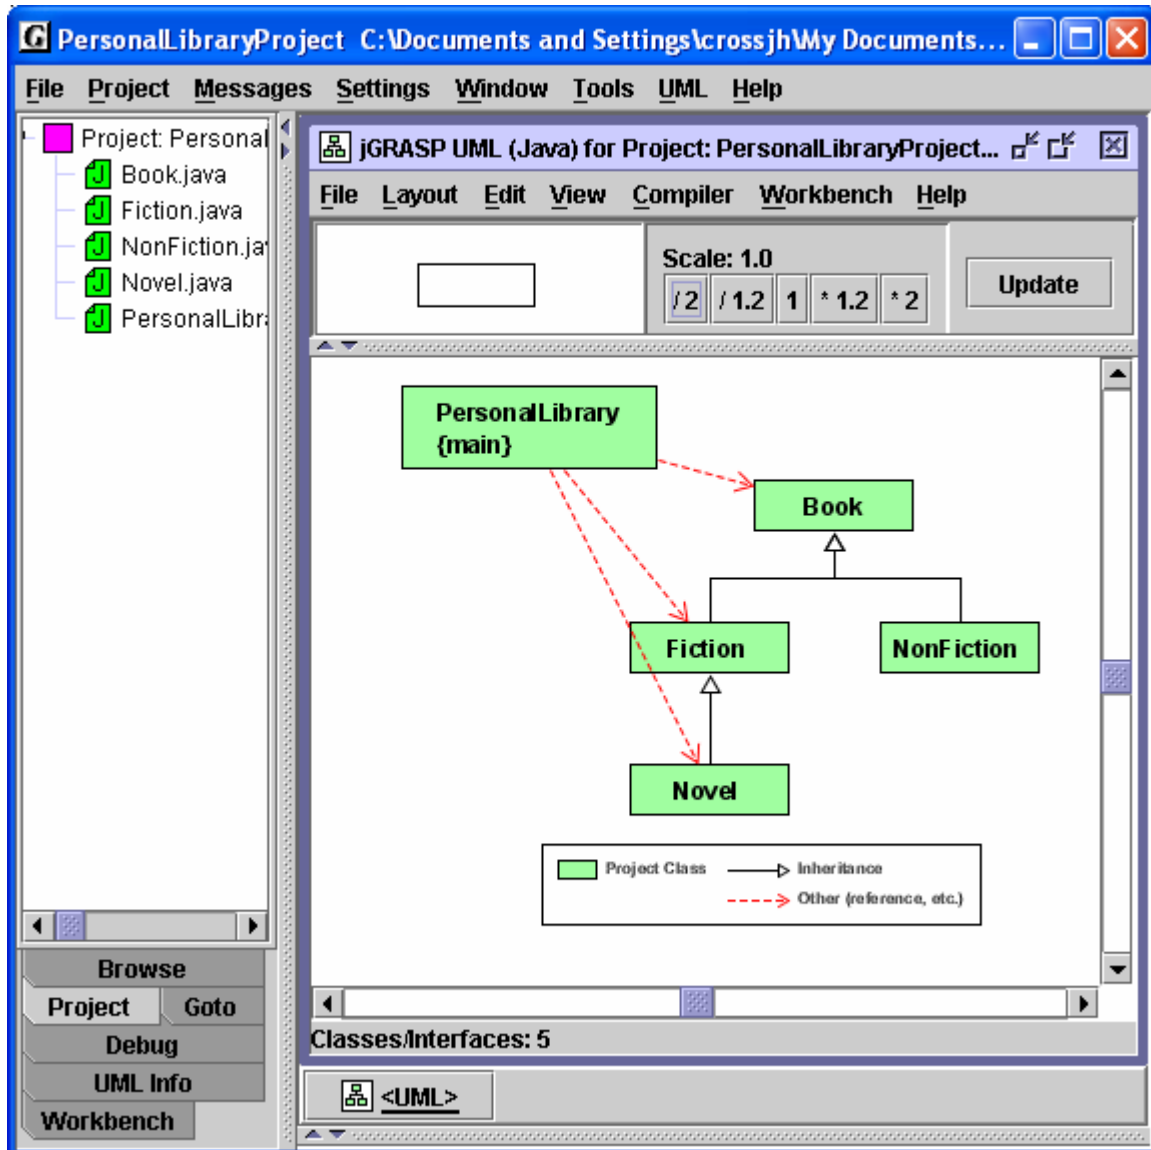 G PersonalLibraryProject C:\Documents and Settings\crossjh\My Documents...
File Project Messages Settings Window Tools UML Help
Project: Personal
Book.java
Fiction.java
NonFiction.ja
Novel.java
PersonalLibr
Browse
Project Goto
Debug
UML Info
Workbench
jGRASP UML (Java) for Project: PersonalLibraryProject...
File Layout Edit View Compiler Workbench Help
Scale: 1.0
/ 2 / 1.2 1 * 1.2 * 2
Update
PersonalLibrary
{main}
Book
Fiction
NonFiction
Novel
Project Class Inheritance
Other (reference, etc.)
Classes/Interfaces: 5
<UML>